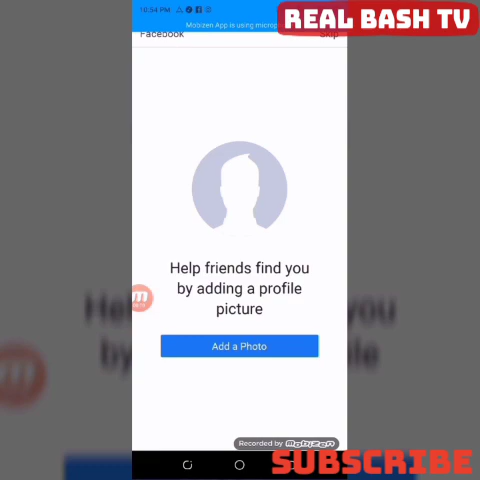 REAL BASH TV
10:54 PM
Mobizen App is using microp
Facebook
Skip
Help friends find you
by adding a profile
picture
Add a Photo
Recorded by Mobizen
SUBSCRIBE